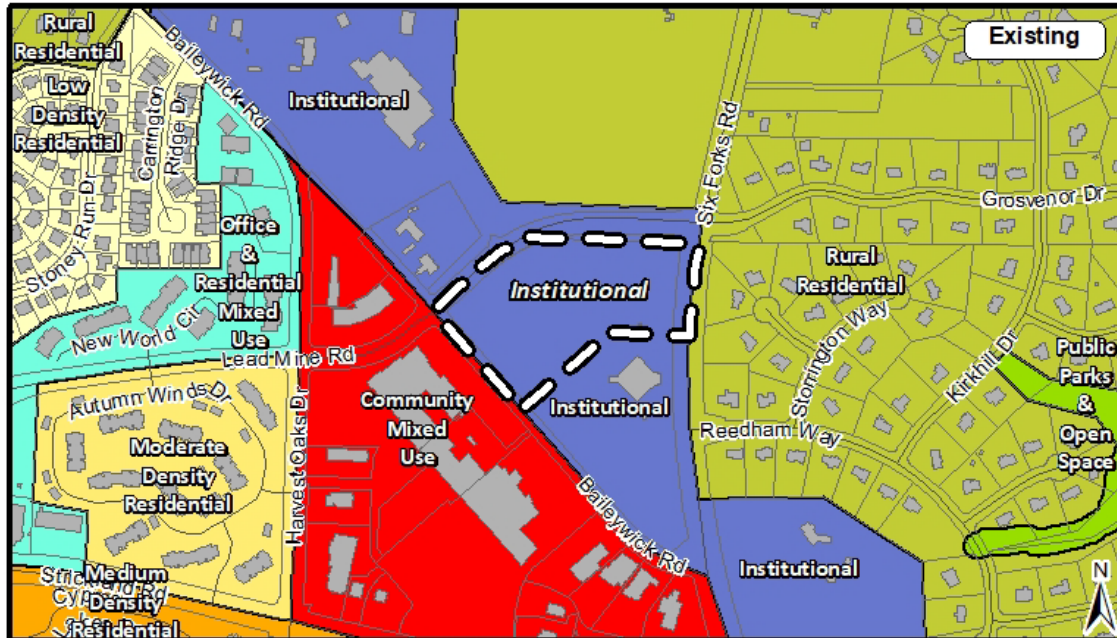 Existing
Rural
Residential
Low
Density
Residential
Carrington
Ridge Dr
Stoney Run Dr
Baileywick Rd
Institutional
Six Forks Rd
Grosvenor Dr
Office
&
Residential
Mixed
Use
New World Cir
Institutional
Rural
Residential
Storrington Way
Kirkhill Dr
Public
Parks
&
Open
Space
Lead Mine Rd
Autumn Winds Dr
Moderate
Density
Residential
Harvest Oaks Dr
Community
Mixed
Use
Institutional
Reedham Way
Baileywick Rd
Institutional
Strickland Rd
Medium
Density
Residential
N